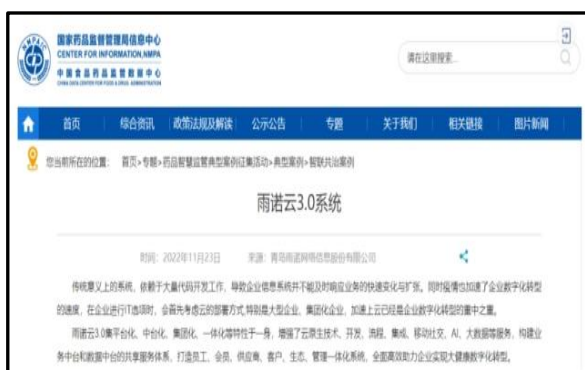 国家药品监督管理局信息中心
CENTER FOR INFORMATION,NMPA
中国食品药品监管数据中心
CHINA DATA CENTER FOR FOOD & DRUG ADMINISTRATION
请在这里搜索...
首页 综合资讯 政策法规及解读 公示公告 专题 关于我们 相关链接 图片新闻
您当前所在的位置： 首页>专题>药品智慧监管典型案例征集活动>典型案例>智联共治案例
雨诺云3.0系统
时间：2022年11月23日 来源：青岛雨诺网络信息股份有限公司
传统意义上的系统，依赖于大量代码开发工作，导致企业信息系统并不能及时响应业务的快速变化与扩张。同时疫情也加速了企业数字化转型
的速度，在企业进行IT选项时，会首先考虑云的部署方式,特别是大型企业、集团化企业，加速上云已经是企业数字化转型的重中之重。
雨诺云3.0集平台化、中台化、集团化、一体化等特性于一身，增强了云原生技术、开发、流程、集成、移动社交、AI、大数据等服务，构建业
务中台和数据中台的共享服务体系，打造员工、会员、供应商、客户、生态、管理一体化系统，全面高效助力企业实现大健康数字化转型。